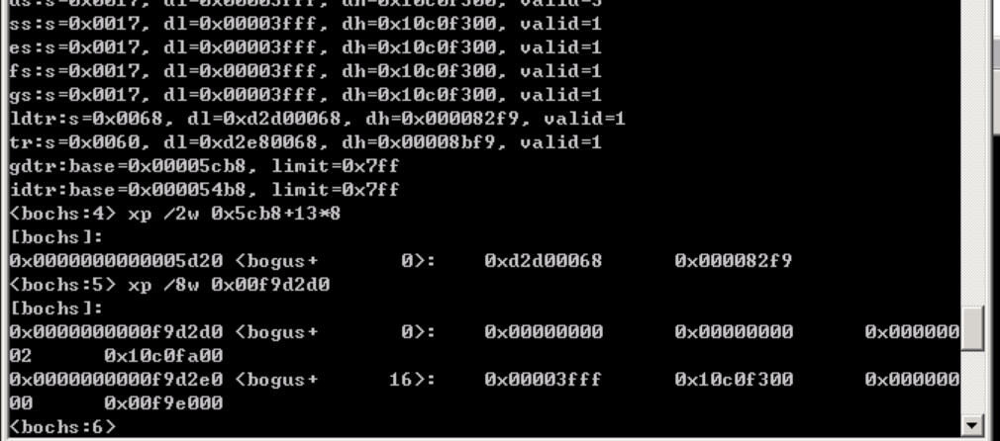 ds:s=0x0017, dl=0x00003fff, dh=0x10c0f300, valid=3
ss:s=0x0017, dl=0x00003fff, dh=0x10c0f300, valid=1
es:s=0x0017, dl=0x00003fff, dh=0x10c0f300, valid=1
fs:s=0x0017, dl=0x00003fff, dh=0x10c0f300, valid=1
gs:s=0x0017, dl=0x00003fff, dh=0x10c0f300, valid=1
ldtr:s=0x0068, dl=0xd2d00068, dh=0x000082f9, valid=1
tr:s=0x0060, dl=0xd2e80068, dh=0x00008bf9, valid=1
gdtr:base=0x00005cb8, limit=0x7ff
idtr:base=0x000054b8, limit=0x7ff
<bochs:4> xp /2w 0x5cb8+13*8
[bochs]:
0x0000000000005d20 <bogus+       0>:    0xd2d00068      0x000082f9
<bochs:5> xp /8w 0x00f9d2d0
[bochs]:
0x0000000000f9d2d0 <bogus+       0>:    0x00000000      0x00000000      0x000000
02      0x10c0fa00
0x0000000000f9d2e0 <bogus+      16>:    0x00003fff      0x10c0f300      0x000000
00      0x00f9e000
<bochs:6>